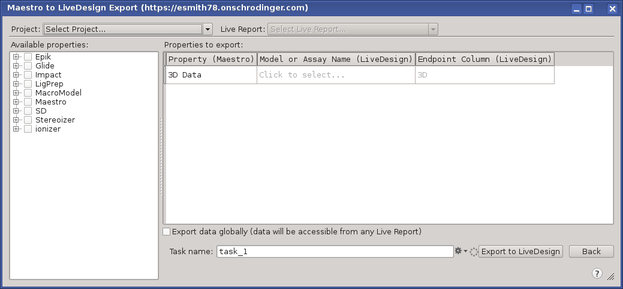 Maestro to LiveDesign Export (https://esmith78.onschrodinger.com)
Project: Select Project... Live Report: Select Live Report...
Available properties:
Epik
Glide
Impact
LigPrep
MacroModel
Maestro
SD
Stereoizer
ionizer
Properties to export:
Property (Maestro) Model or Assay Name (LiveDesign) Endpoint Column (LiveDesign)
3D Data Click to select... 3D
Export data globally (data will be accessible from any Live Report)
Task name: task_1 Export to LiveDesign Back
?